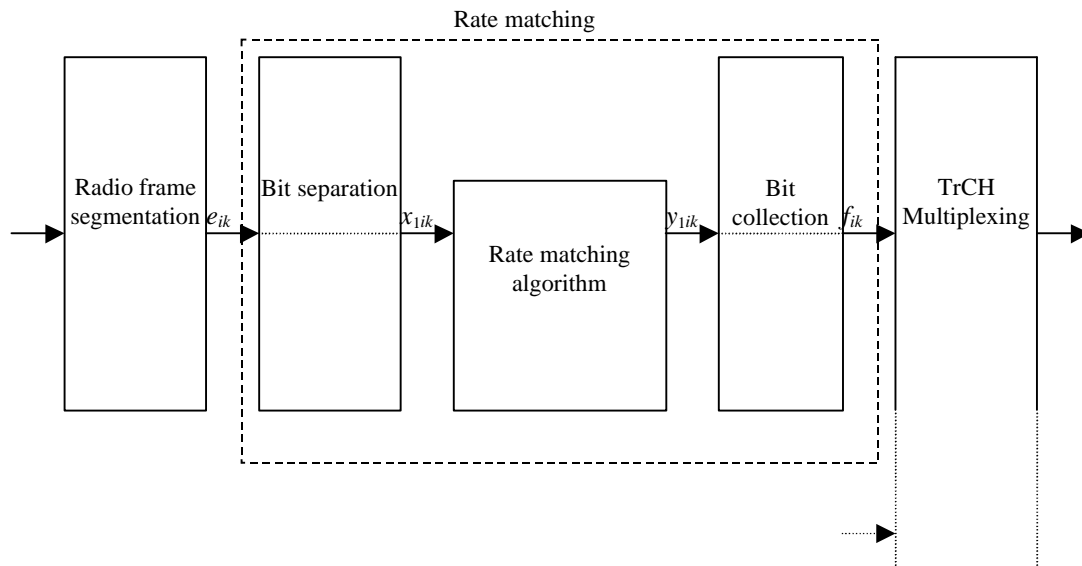 Rate matching
Radio frame
segmentation
e_ik
Bit separation
x_1ik
Rate matching
algorithm
y_1ik
Bit
collection
f_ik
TrCH
Multiplexing